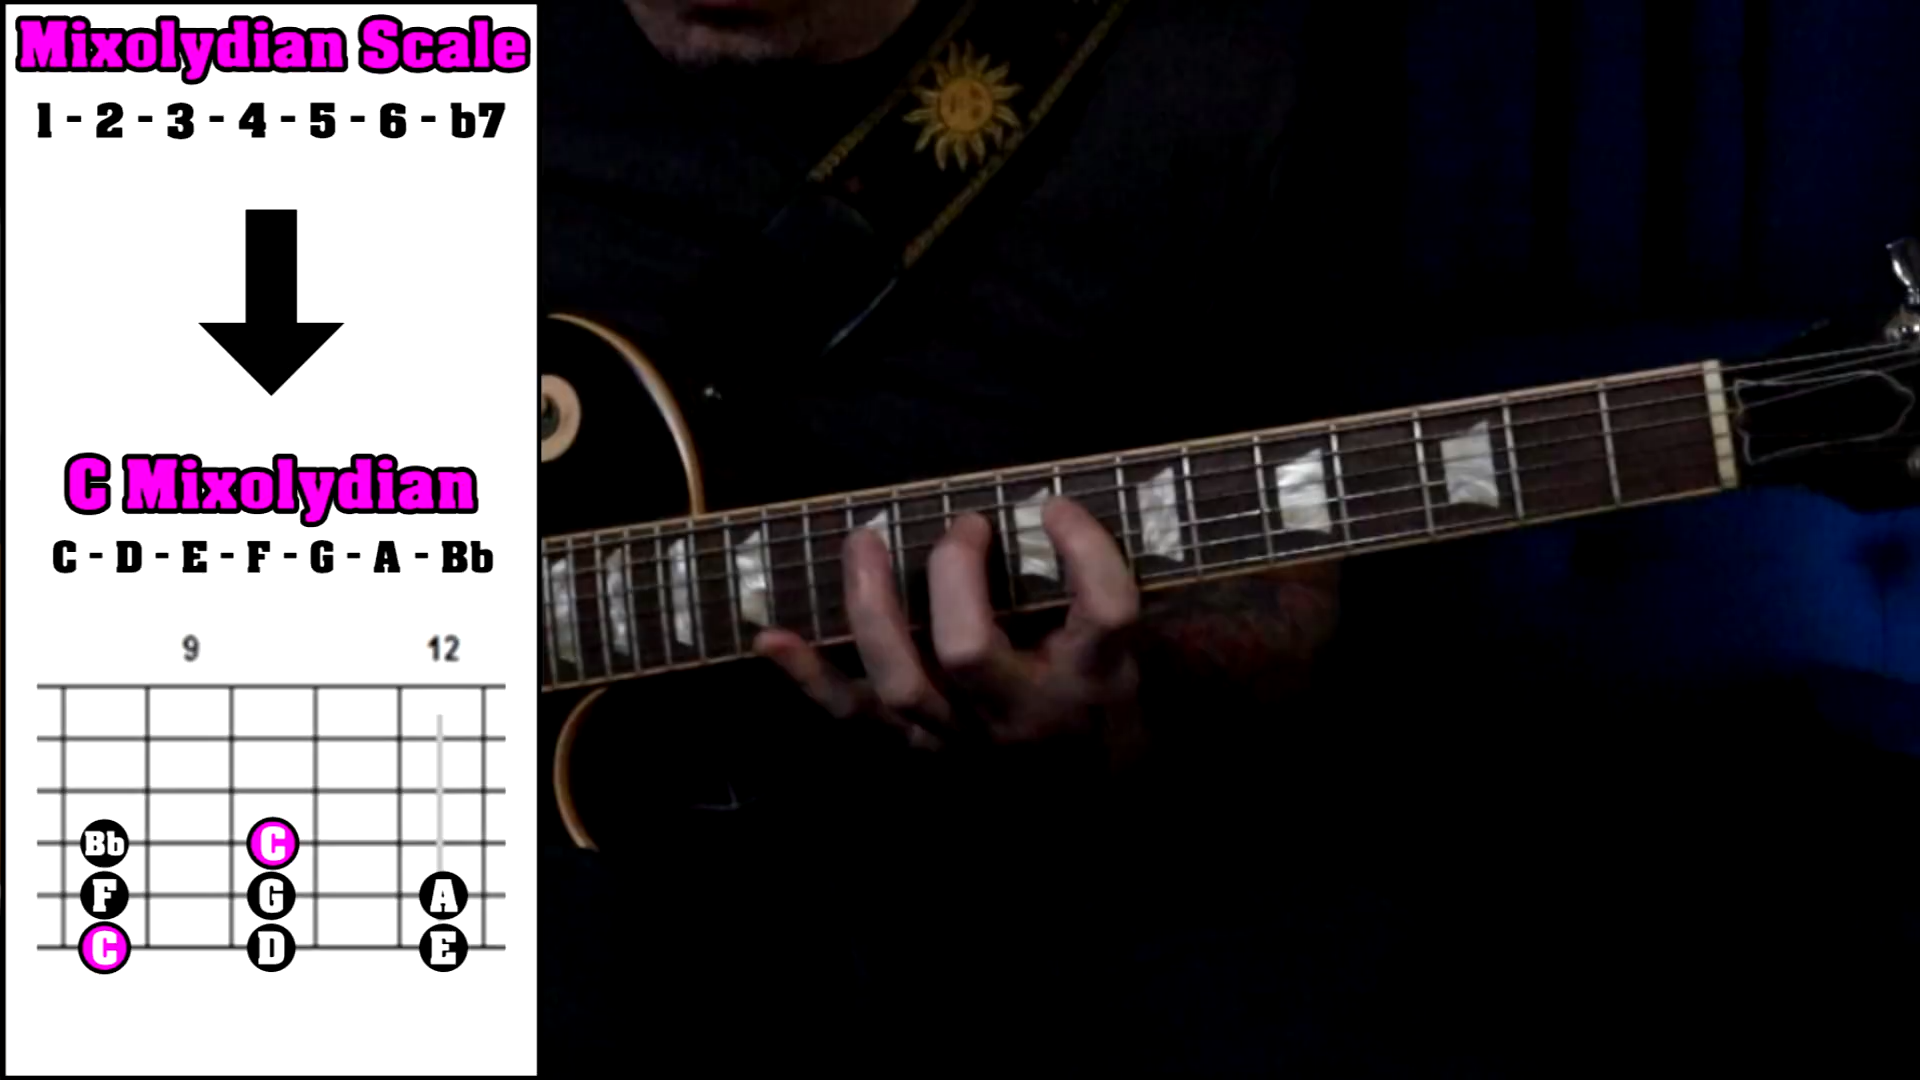 Mixolydian Scale
1 - 2 - 3 - 4 - 5 - 6 - b7
C Mixolydian
C - D - E - F - G - A - Bb
9 12
Bb C
F G A
C D E